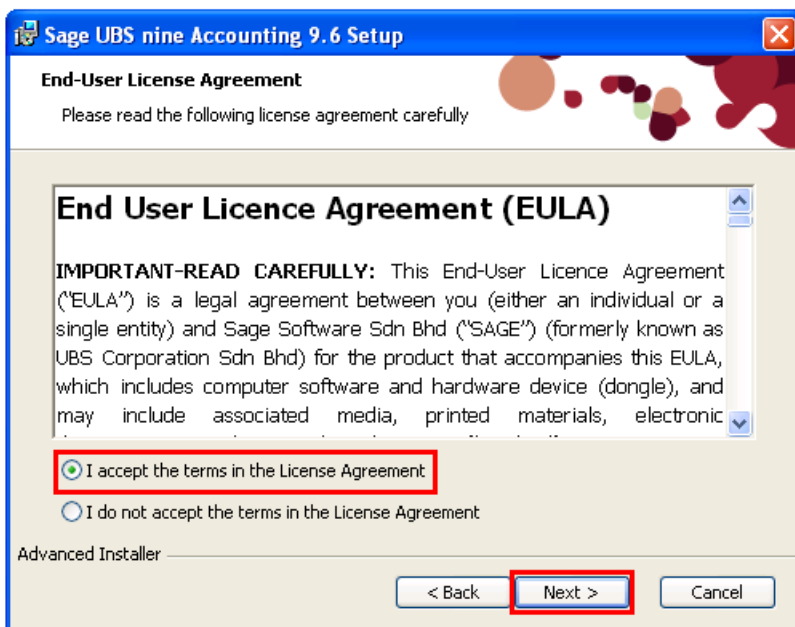 Sage UBS nine Accounting 9.6 Setup
End-User License Agreement
Please read the following license agreement carefully
End User Licence Agreement (EULA)
IMPORTANT-READ CAREFULLY: This End-User Licence Agreement
("EULA") is a legal agreement between you (either an individual or a
single entity) and Sage Software Sdn Bhd ("SAGE") (formerly known as
UBS Corporation Sdn Bhd) for the product that accompanies this EULA,
which includes computer software and hardware device (dongle), and
may include associated media, printed materials, electronic
I accept the terms in the License Agreement
I do not accept the terms in the License Agreement
Advanced Installer
< Back
Next >
Cancel